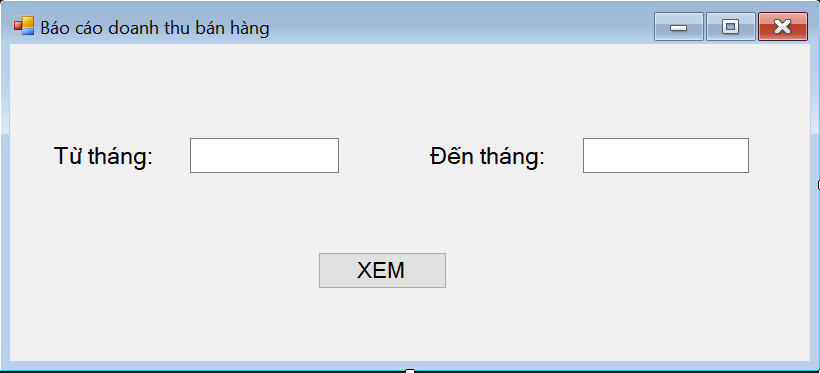 Báo cáo doanh thu bán hàng
Từ tháng: Đến tháng:
XEM